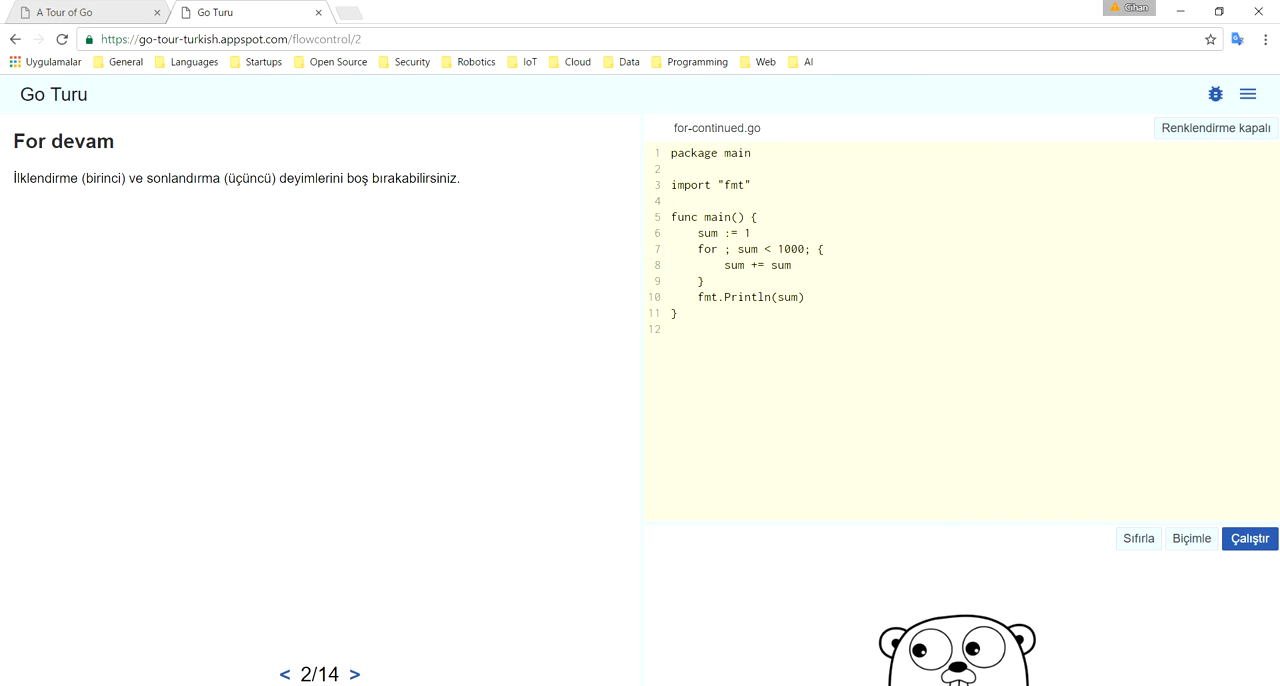 A Tour of Go
Go Turu
Cihan
https://go-tour-turkish.appspot.com/flowcontrol/2
Uygulamalar
General
Languages
Startups
Open Source
Security
Robotics
IoT
Cloud
Data
Programming
Web
AI
Go Turu
For devam
İlklendirme (birinci) ve sonlandırma (üçüncü) deyimlerini boş bırakabilirsiniz.
< 2/14 >
for-continued.go
Renklendirme kapalı
1 package main
2
3 import "fmt"
4
5 func main() {
6 sum := 1
7 for ; sum < 1000; {
8 sum += sum
9 }
10 fmt.Println(sum)
11 }
12
Sıfırla
Biçimle
Çalıştır